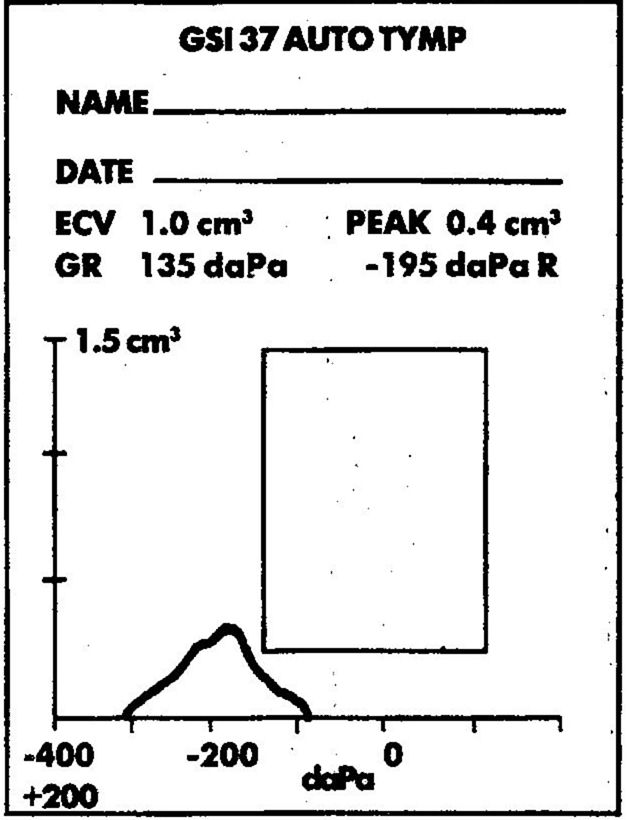 GSI 37 AUTO TYMP
NAME
DATE
ECV 1.0 cm³ PEAK 0.4 cm³
GR 135 daPa -195 daPa R
1.5 cm³
-400 -200 0
daPa
+200